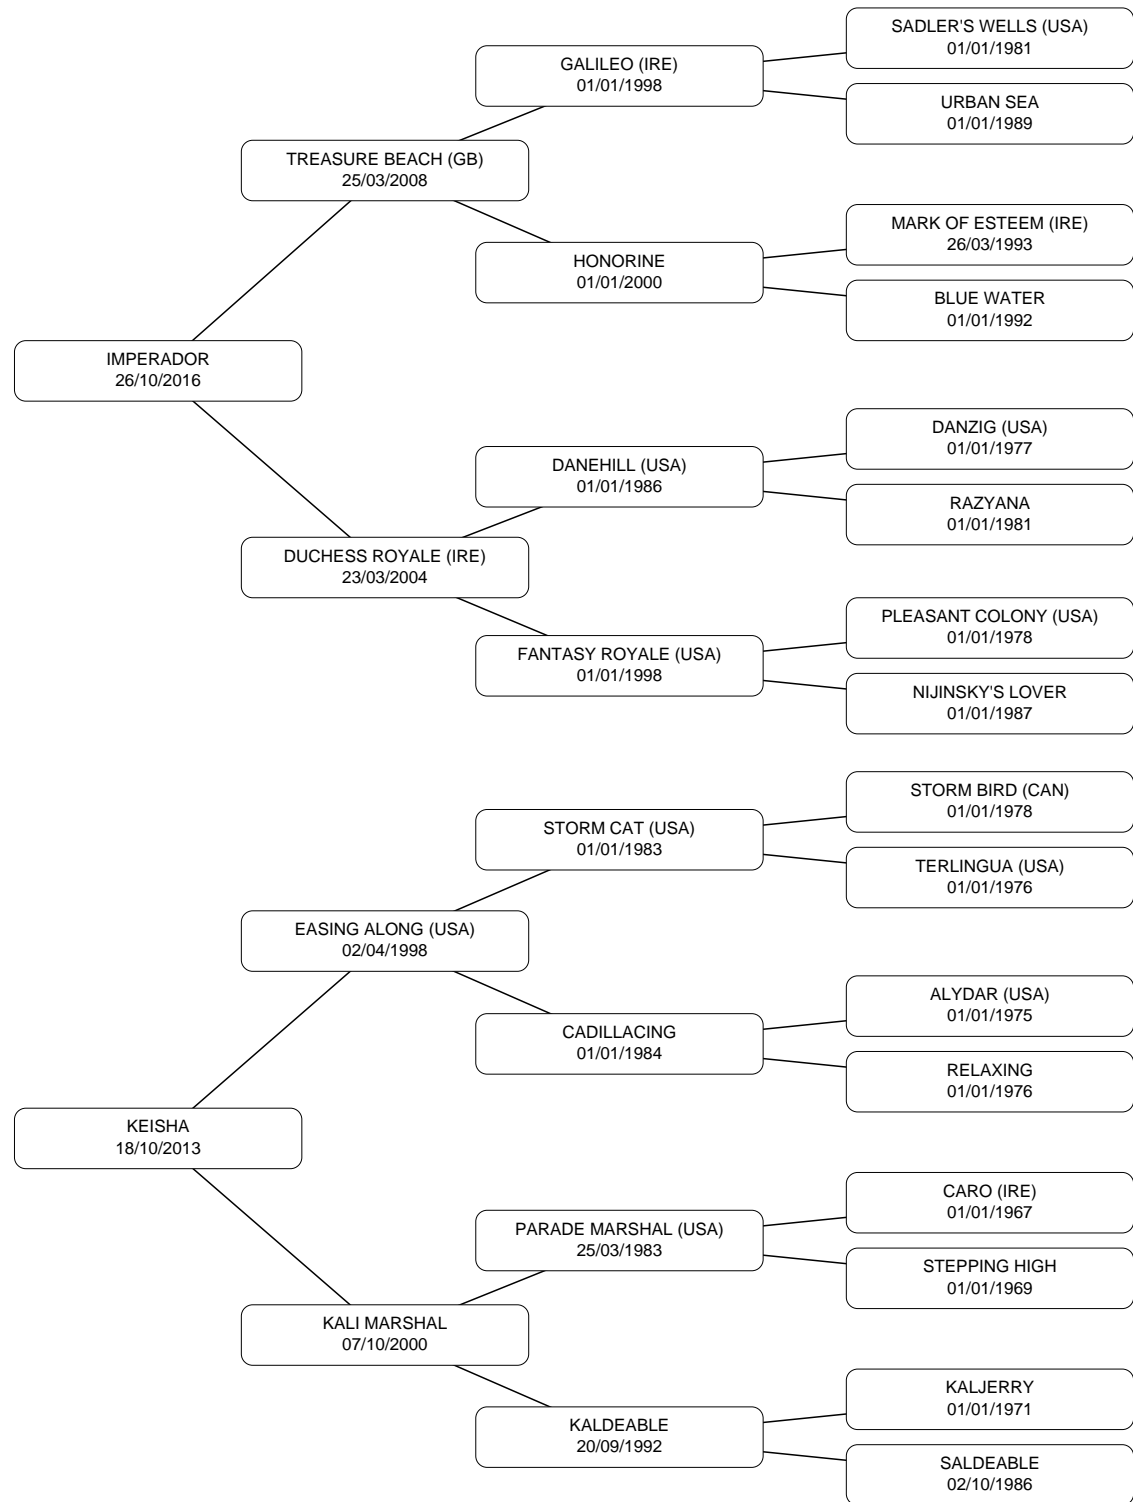 SADLER'S WELLS (USA)
01/01/1981
GALILEO (IRE)
01/01/1998
URBAN SEA
01/01/1989
TREASURE BEACH (GB)
25/03/2008
MARK OF ESTEEM (IRE)
26/03/1993
HONORINE
01/01/2000
BLUE WATER
01/01/1992
IMPERADOR
26/10/2016
DANZIG (USA)
01/01/1977
DANEHILL (USA)
01/01/1986
RAZYANA
01/01/1981
DUCHESS ROYALE (IRE)
23/03/2004
PLEASANT COLONY (USA)
01/01/1978
FANTASY ROYALE (USA)
01/01/1998
NIJINSKY'S LOVER
01/01/1987
STORM BIRD (CAN)
01/01/1978
STORM CAT (USA)
01/01/1983
TERLINGUA (USA)
01/01/1976
EASING ALONG (USA)
02/04/1998
ALYDAR (USA)
01/01/1975
CADILLACING
01/01/1984
RELAXING
01/01/1976
KEISHA
18/10/2013
CARO (IRE)
01/01/1967
PARADE MARSHAL (USA)
25/03/1983
STEPPING HIGH
01/01/1969
KALI MARSHAL
07/10/2000
KALJERRY
01/01/1971
KALDEABLE
20/09/1992
SALDEABLE
02/10/1986